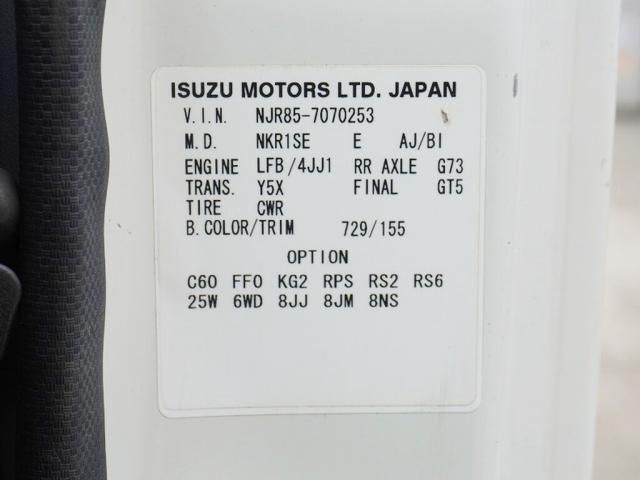 ISUZU MOTORS LTD. JAPAN
V.I.N. NJR85-7070253
M.D. NKR1SE E AJ/BI
ENGINE LFB/4JJ1 RR AXLE G73
TRANS. Y5X FINAL GT5
TIRE CWR
B.COLOR/TRIM 729/155
OPTION
C60 FF0 KG2 RPS RS2 RS6
25W 6WD 8JJ 8JM 8NS